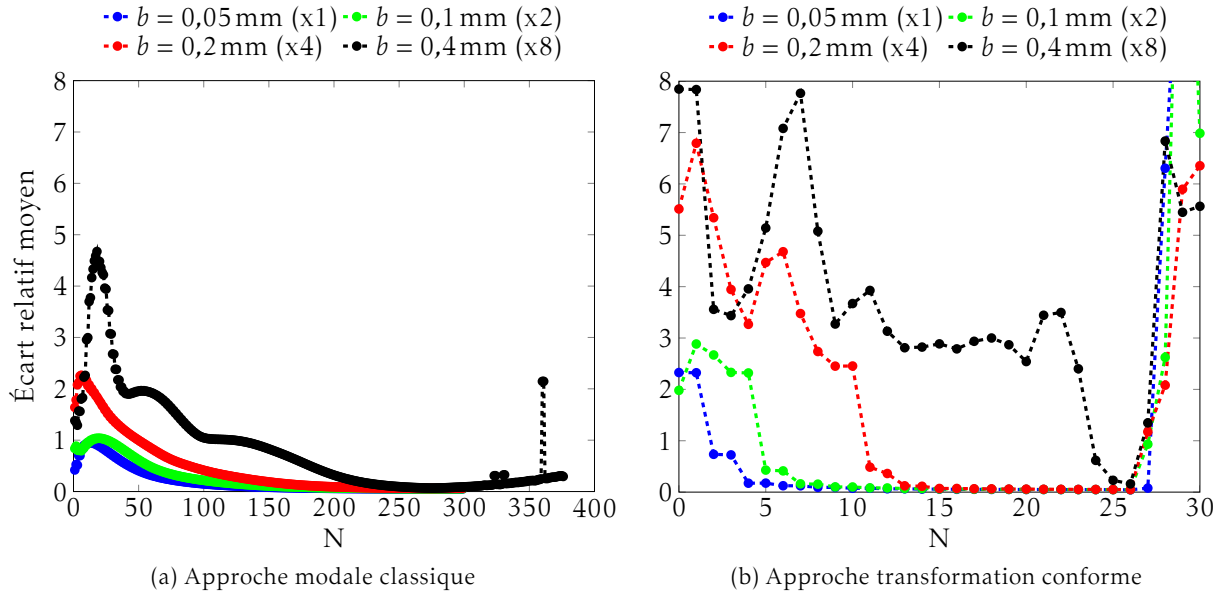 b = 0,05 mm (x1) b = 0,1 mm (x2)
b = 0,2 mm (x4) b = 0,4 mm (x8)
8
7
6
5
4
3
2
1
0
Écart relatif moyen
0 50 100 150 200 250 300 350 400
N
(a) Approche modale classique
b = 0,05 mm (x1) b = 0,1 mm (x2)
b = 0,2 mm (x4) b = 0,4 mm (x8)
8
7
6
5
4
3
2
1
0
0 5 10 15 20 25 30
N
(b) Approche transformation conforme